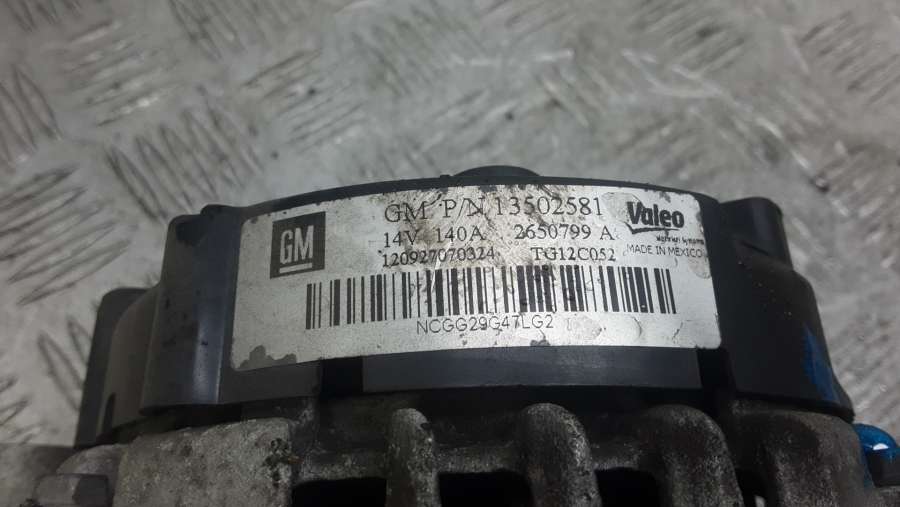 GM
GM P/N 13502581
14V 140A 2650799 A
120927070324 TG12C052
NCGG29G47LG2
Valeo
MADE IN MEXICO